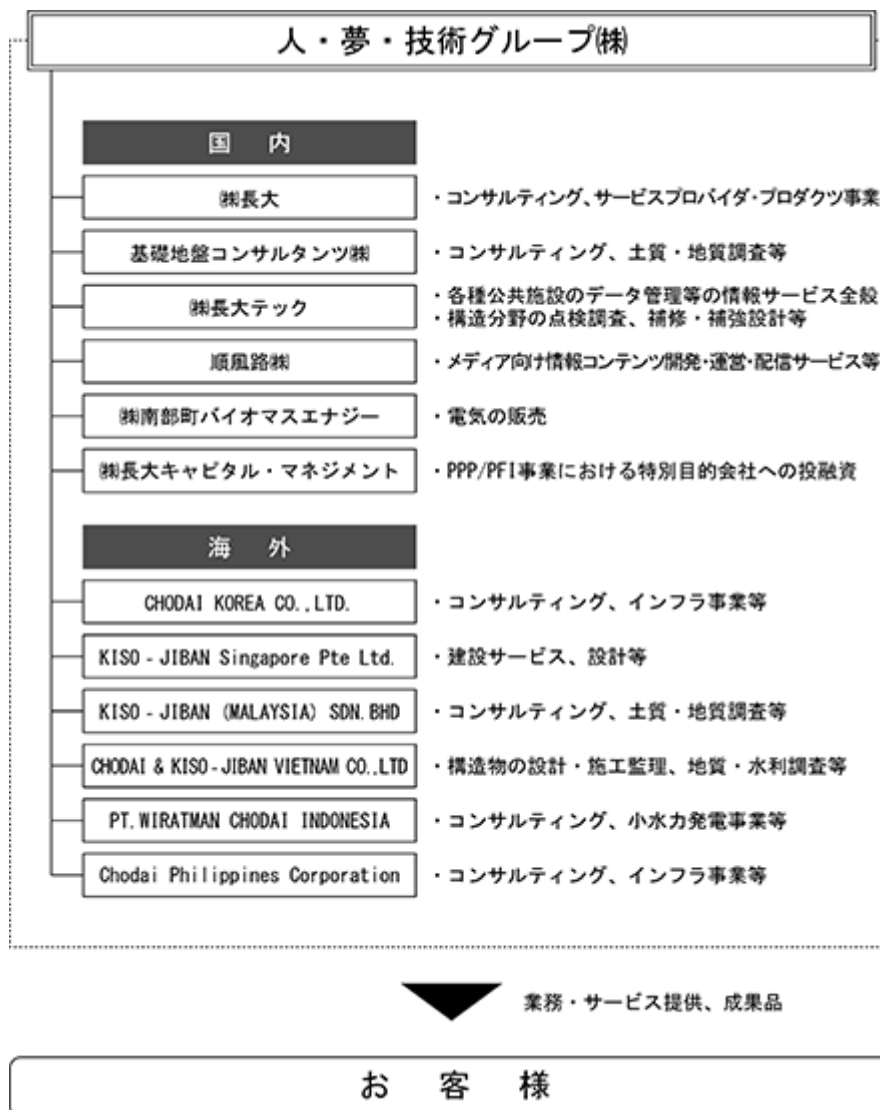 人・夢・技術グループ㈱
国 内
㈱長大
・コンサルティング、サービスプロバイダ・プロダクツ事業
基礎地盤コンサルタンツ㈱
・コンサルティング、土質・地質調査等
㈱長大テック
・各種公共施設のデータ管理等の情報サービス全般
・構造分野の点検調査、補修・補強設計等
順風路㈱
・メディア向け情報コンテンツ開発・運営・配信サービス等
㈱南部町バイオマスエナジー
・電気の販売
㈱長大キャピタル・マネジメント
・PPP/PFI事業における特別目的会社への投融資
海 外
CHODAI KOREA CO.,LTD.
・コンサルティング、インフラ事業等
KISO-JIBAN Singapore Pte Ltd.
・建設サービス、設計等
KISO-JIBAN (MALAYSIA) SDN.BHD
・コンサルティング、土質・地質調査等
CHODAI & KISO-JIBAN VIETNAM CO.,LTD
・構造物の設計・施工監理、地質・水利調査等
PT.WIRATMAN CHODAI INDONESIA
・コンサルティング、小水力発電事業等
Chodai Philippines Corporation
・コンサルティング、インフラ事業等
業務・サービス提供、成果品
お 客 様